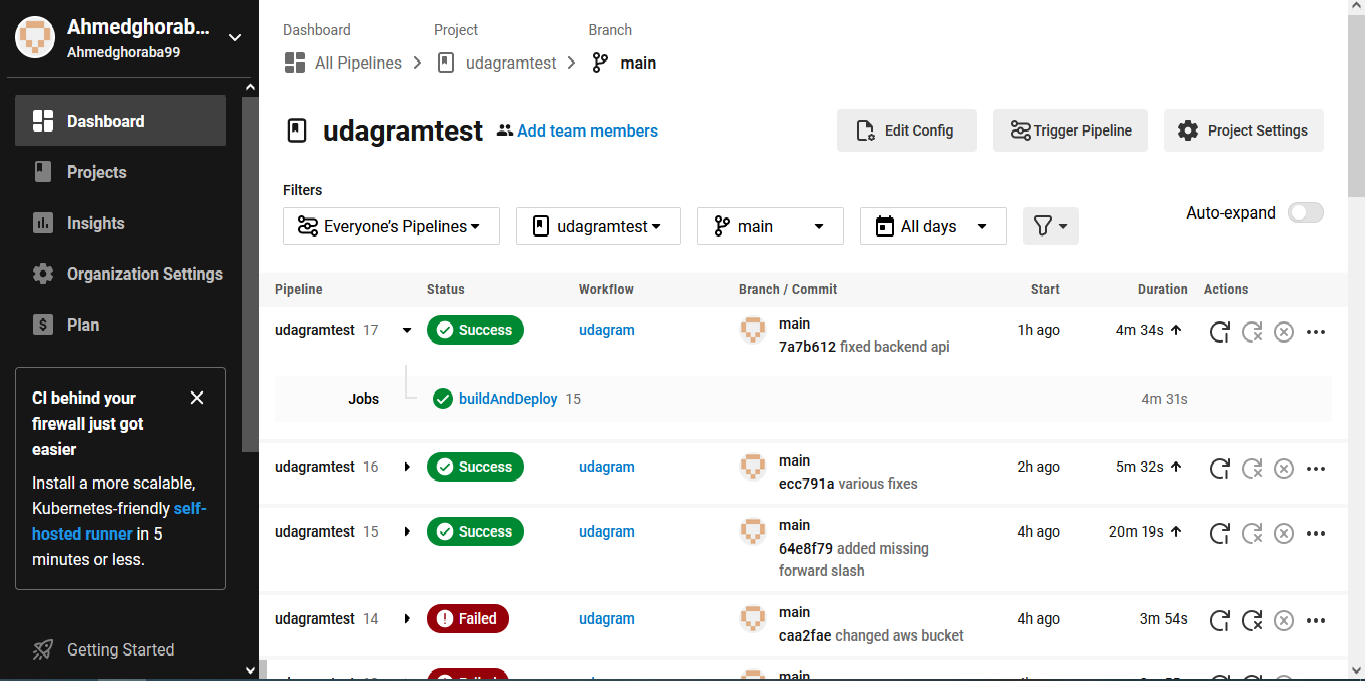 Ahmedghorab...
Ahmedghoraba99
Dashboard
Projects
Insights
Organization Settings
Plan
CI behind your
firewall just got
easier
Install a more scalable,
Kubernetes-friendly self-
hosted runner in 5
minutes or less.
Getting Started
Dashboard Project Branch
All Pipelines udagramtest main
udagramtest Add team members Edit Config Trigger Pipeline Project Settings
Filters
Everyone’s Pipelines udagramtest main All days Auto-expand
Pipeline Status Workflow Branch / Commit Start Duration Actions
udagramtest 17 Success udagram main 1h ago 4m 34s
7a7b612 fixed backend api
Jobs buildAndDeploy 15 4m 31s
udagramtest 16 Success udagram main 2h ago 5m 32s
ecc791a various fixes
udagramtest 15 Success udagram main 4h ago 20m 19s
64e8f79 added missing
forward slash
udagramtest 14 Failed udagram main 4h ago 3m 54s
caa2fae changed aws bucket
main